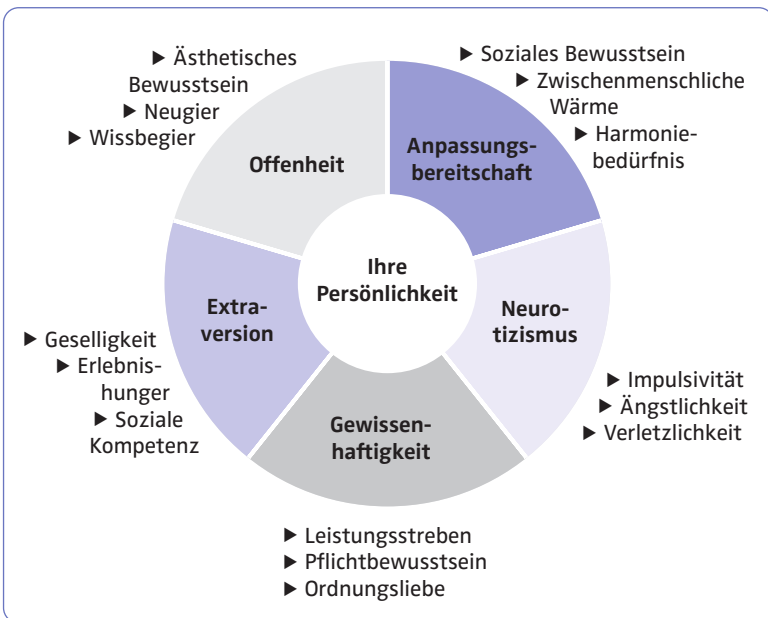 ▶ Ästhetisches
Bewusstsein
▶ Neugier
▶ Wissbegier
▶ Soziales Bewusstsein
▶ Zwischenmenschliche
Wärme
▶ Harmonie-
bedürfnis
Offenheit
Anpassungs-
bereitschaft
Ihre
Persönlichkeit
Extra-
version
Neuro-
tizismus
▶ Geselligkeit
▶ Erlebnis-
hunger
▶ Soziale
Kompetenz
▶ Impulsivität
▶ Ängstlichkeit
▶ Verletzlichkeit
Gewissen-
haftigkeit
▶ Leistungsstreben
▶ Pflichtbewusstsein
▶ Ordnungsliebe